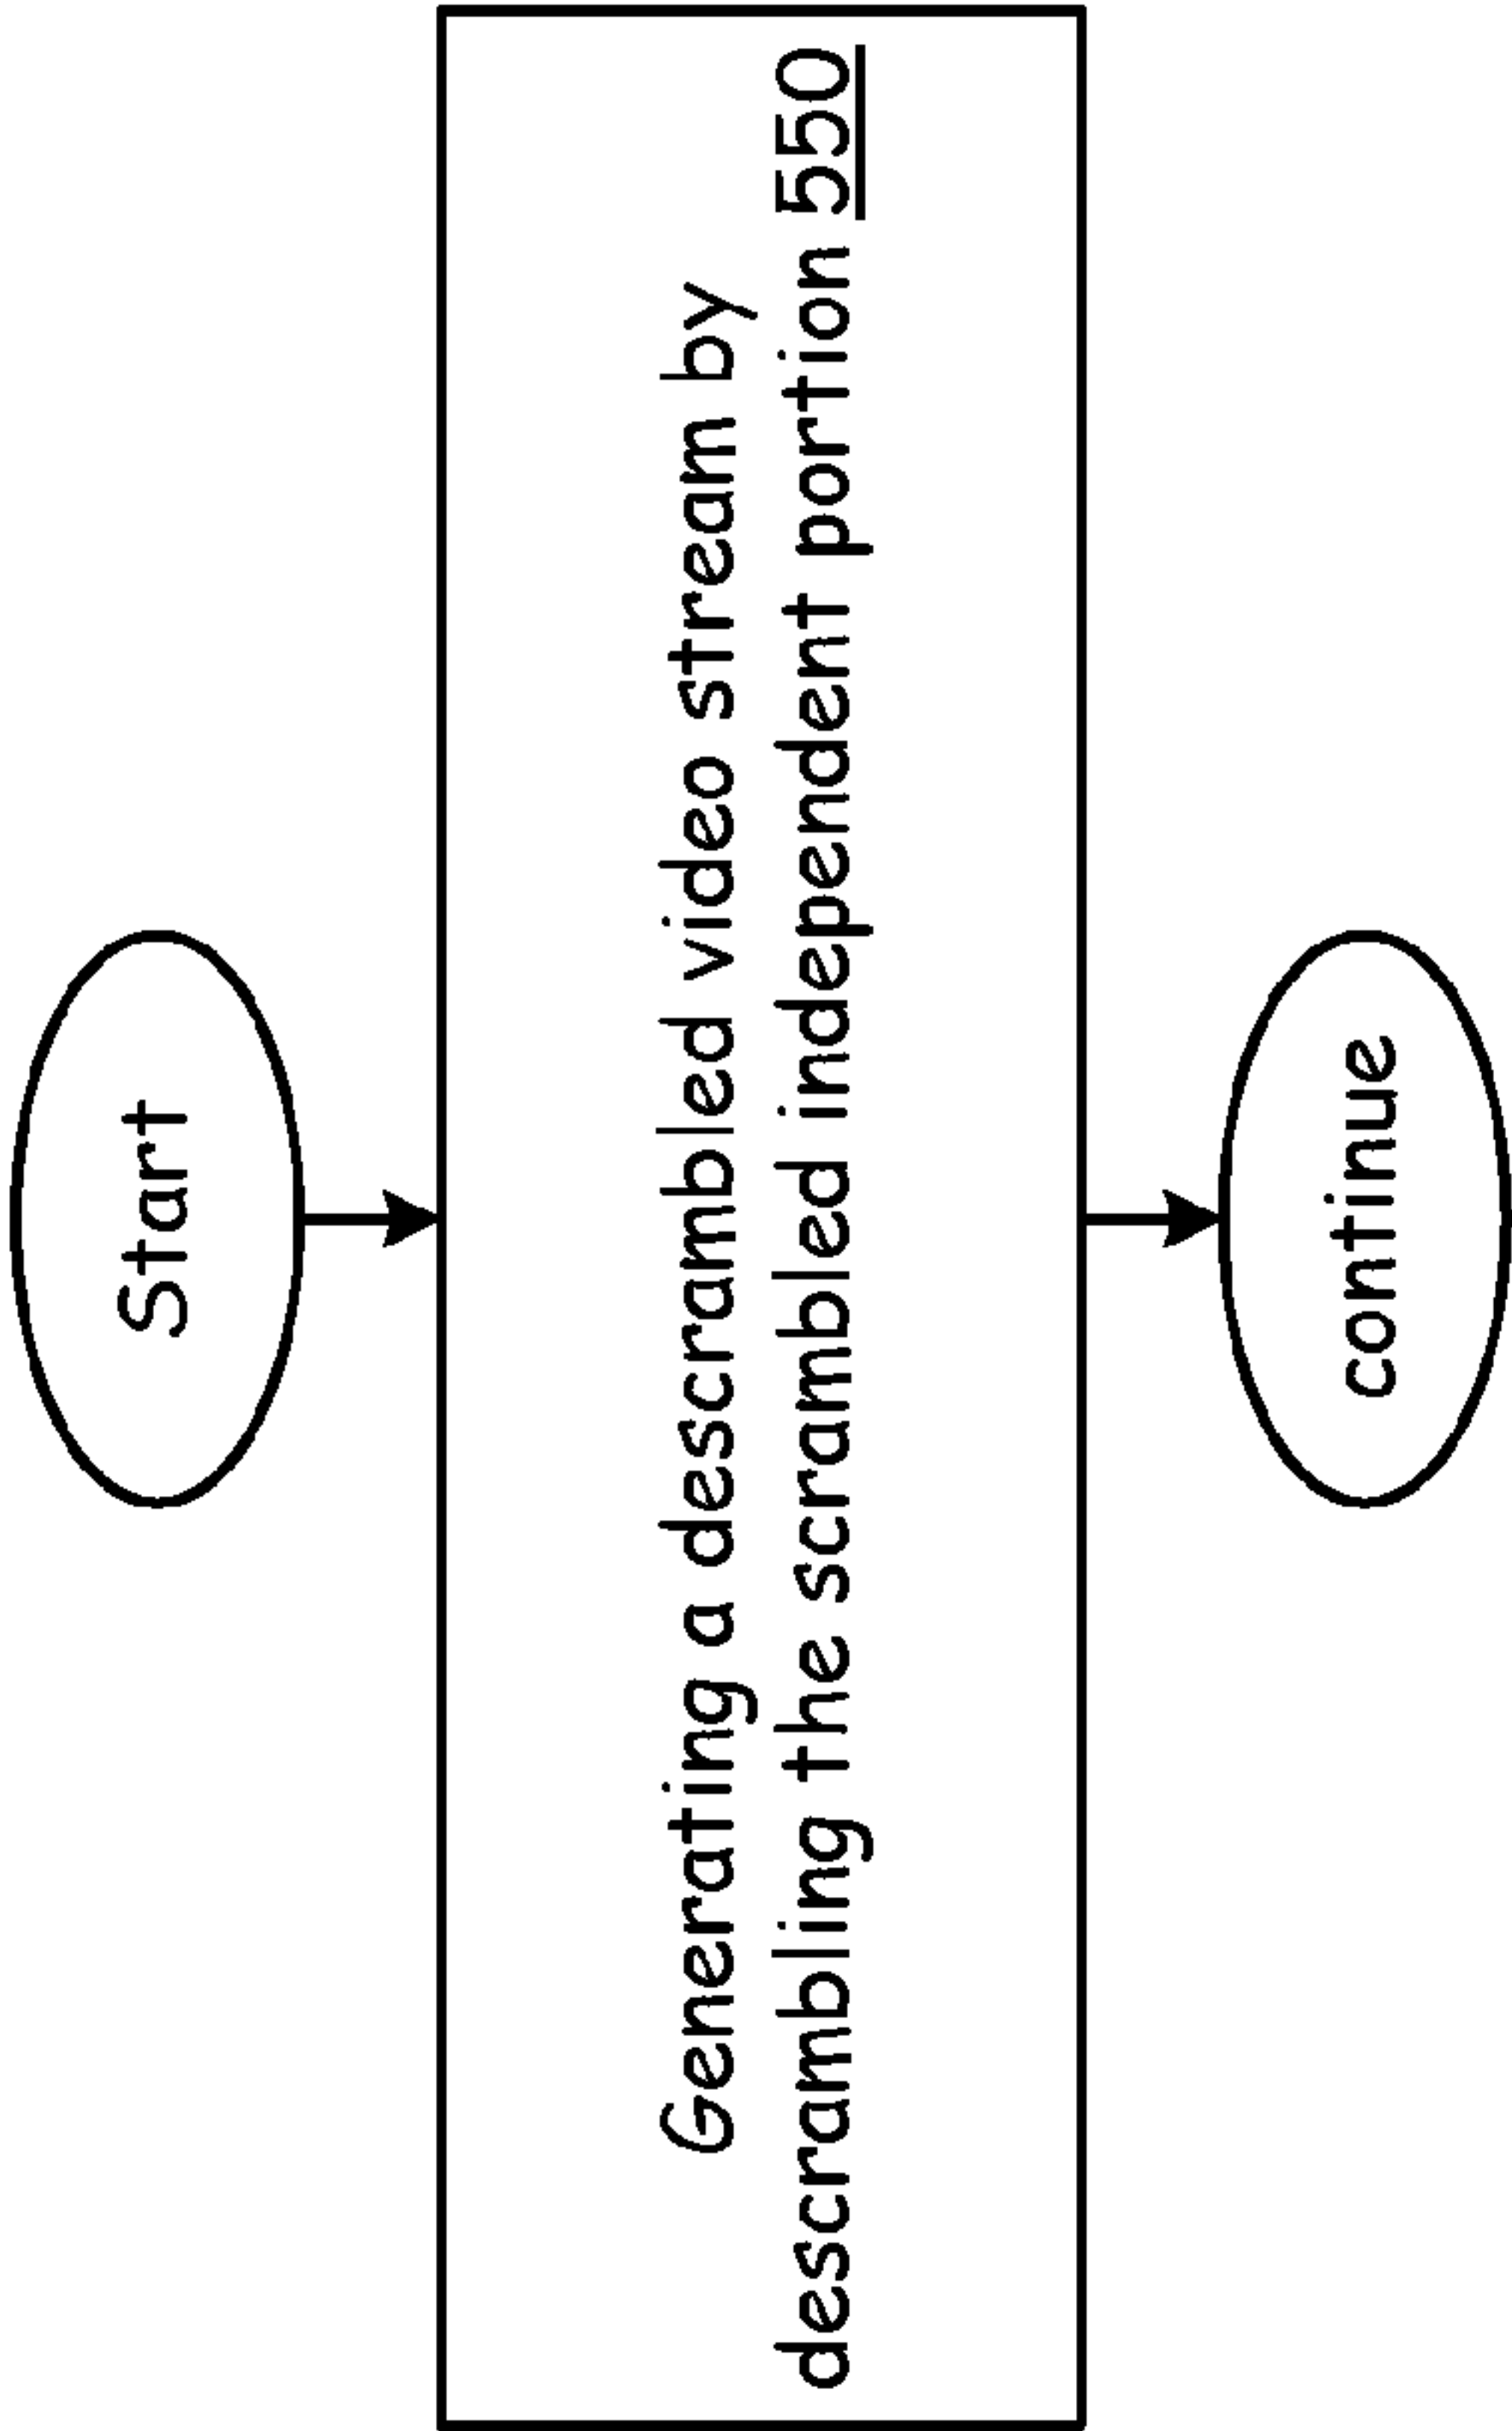 Start
Generating a descrambled video stream by
descrambling the scrambled independent portion 550
continue